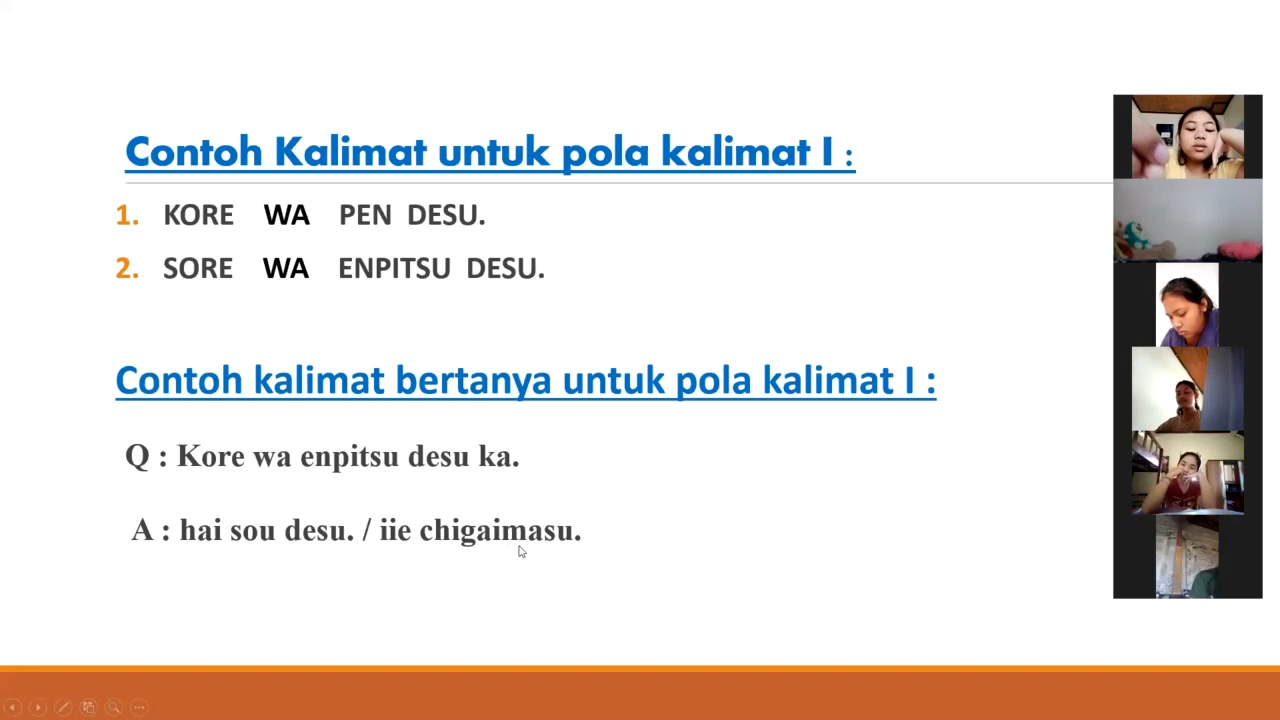 Contoh Kalimat untuk pola kalimat I :
1. KORE WA PEN DESU.
2. SORE WA ENPITSU DESU.
Contoh kalimat bertanya untuk pola kalimat I :
Q : Kore wa enpitsu desu ka.
A : hai sou desu. / iie chigaimasu.